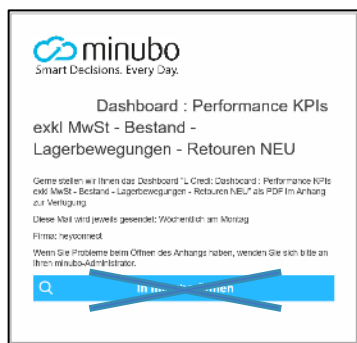 minubo
Smart Decisions. Every Day.
Dashboard : Performance KPIs
exkl MwSt - Bestand -
Lagerbewegungen - Retouren NEU
Gerne stellen wir Ihnen das Dashboard "L Credi: Dashboard : Performance KPIs
exkl MwSt - Bestand - Lagerbewegungen - Retouren NEU" als PDF im Anhang
zur Verfügung.
Diese Mail wird jeweils gesendet: Wöchentlich am Montag
Firma: heyconnect
Wenn Sie Probleme beim Öffnen des Anhangs haben, wenden Sie sich bitte an
Ihren minubo-Administrator.
In